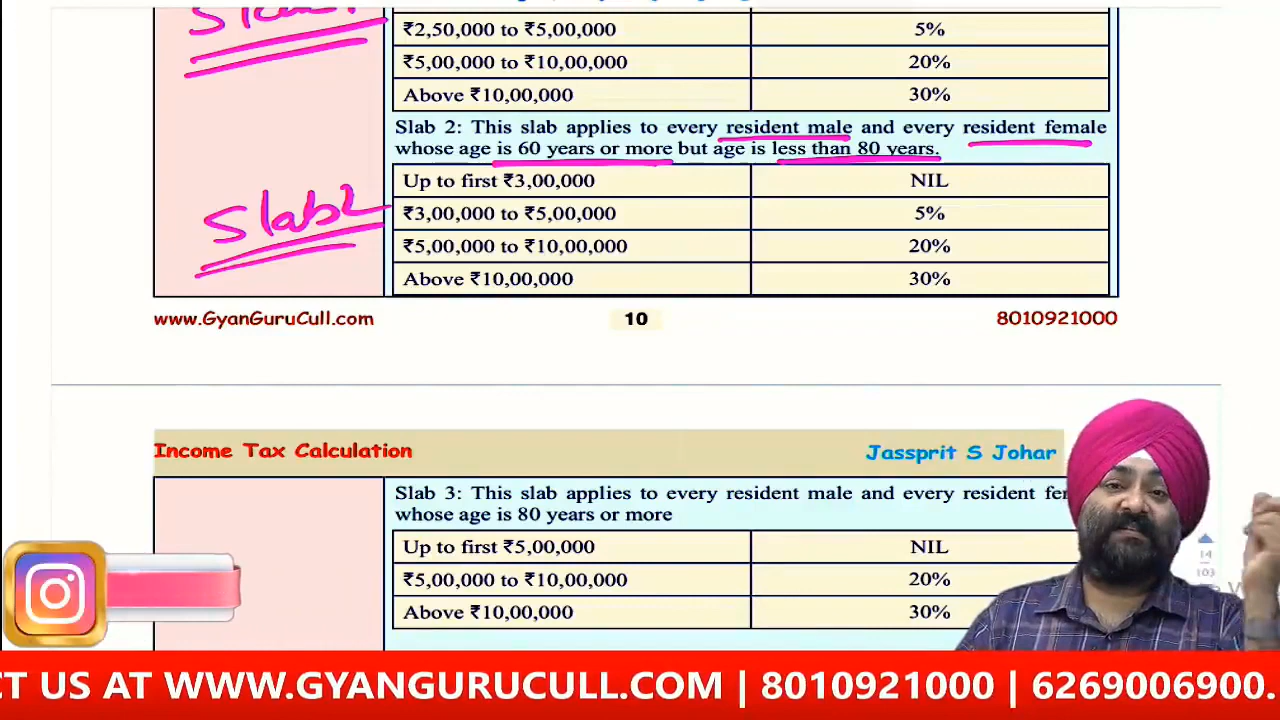 ₹2,50,000 to ₹5,00,000 5%
₹5,00,000 to ₹10,00,000 20%
Above ₹10,00,000 30%
Slab 2: This slab applies to every resident male and every resident female
whose age is 60 years or more but age is less than 80 years.
Up to first ₹3,00,000 NIL
Slab2
₹3,00,000 to ₹5,00,000 5%
₹5,00,000 to ₹10,00,000 20%
Above ₹10,00,000 30%
www.GyanGuruCull.com 10 8010921000
Income Tax Calculation Jassprit S Johar
Slab 3: This slab applies to every resident male and every resident
whose age is 80 years or more
Up to first ₹5,00,000 NIL
₹5,00,000 to ₹10,00,000 20%
Above ₹10,00,000 30%
14
103
US AT WWW.GYANGURUCULL.COM | 8010921000 | 6269006900.